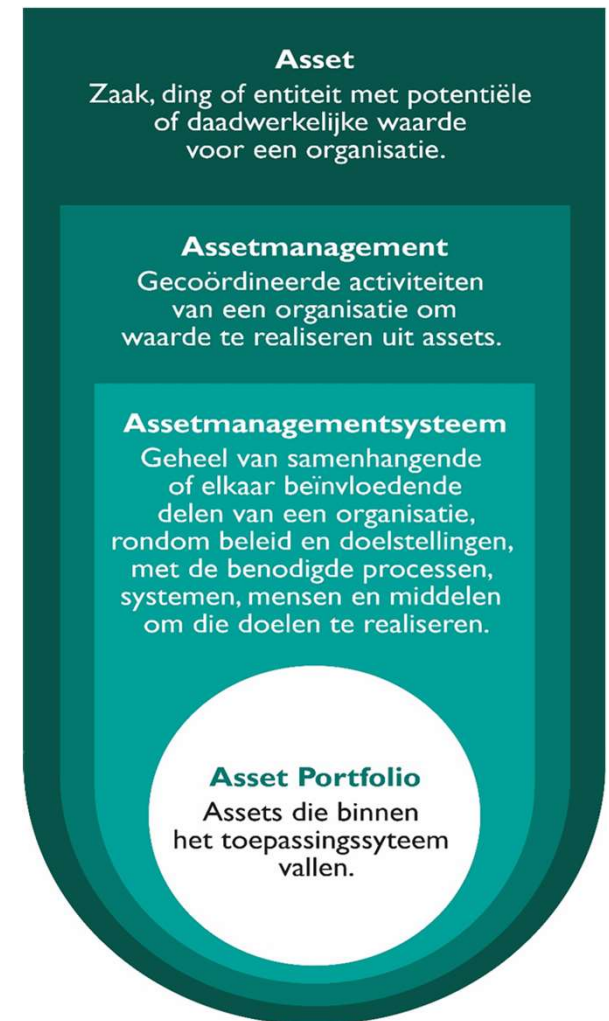 Asset
Zaak, ding of entiteit met potentiële
of daadwerkelijke waarde
voor een organisatie.
Assetmanagement
Gecoördineerde activiteiten
van een organisatie om
waarde te realiseren uit assets.
Assetmanagementsysteem
Geheel van samenhangende
of elkaar beïnvloedende
delen van een organisatie,
rondom beleid en doelstellingen,
met de benodigde processen,
systemen, mensen en middelen
om die doelen te realiseren.
Asset Portfolio
Assets die binnen
het toepassingssyteem
vallen.